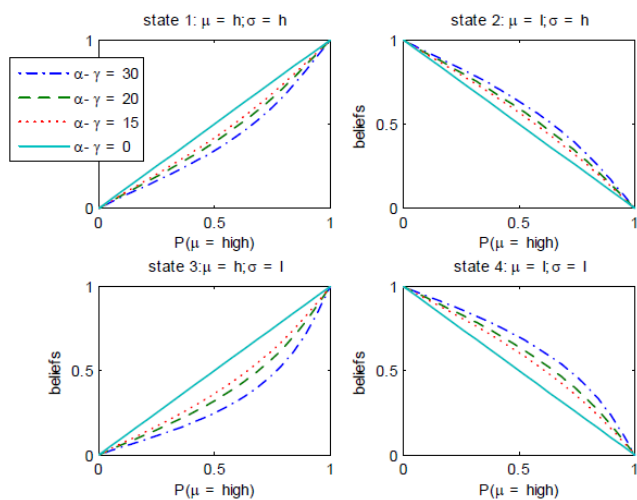 state 1: μ = h;σ = h
1
0
0
0.5
1
P(μ = high)
α- γ = 30
α- γ = 20
α- γ = 15
α- γ = 0
state 2: μ = l;σ = h
1
0.5
0
0
0.5
1
beliefs
P(μ = high)
state 3:μ = h;σ = l
1
0.5
0
0
0.5
1
beliefs
P(μ = high)
state 4: μ = l;σ = l
1
0.5
0
0
0.5
1
beliefs
P(μ = high)